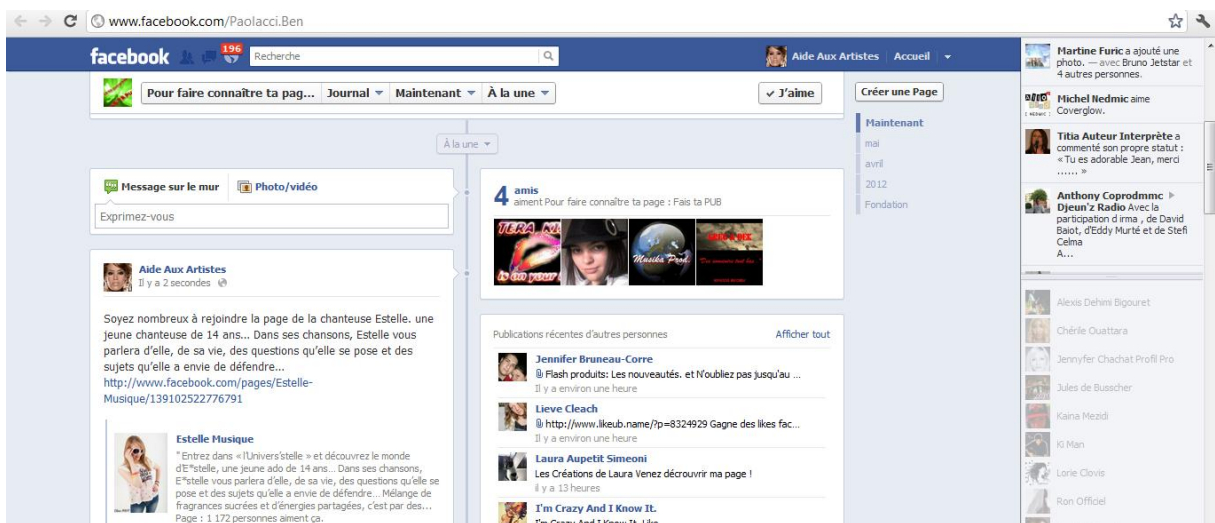 www.facebook.com/Paolacci.Ben
facebook
196
Recherche
Aide Aux Artistes
Accueil
Pour faire connaître ta pag...
Journal
Maintenant
À la une
J'aime
Créer une Page
Maintenant
mai
avril
2012
Fondation
À la une
Message sur le mur
Photo/vidéo
Exprimez-vous
Aide Aux Artistes
Il y a 2 secondes
Soyez nombreux à rejoindre la page de la chanteuse Estelle. une
jeune chanteuse de 14 ans... Dans ses chansons, Estelle vous
parlera d'elle, de sa vie, des questions qu'elle se pose et des
sujets qu'elle a envie de défendre...
http://www.facebook.com/pages/Estelle-
Musique/139102522776791
Estelle Musique
"Entrez dans « l'Univers'stelle » et découvrez le monde
d'E*stelle, une jeune ado de 14 ans... Dans ses chansons,
E*stelle vous parlera d'elle, de sa vie, des questions qu'elle se
pose et des sujets qu'elle a envie de défendre... Mélange de
fragrances sucrées et d'énergies partagées, c'est par des...
Page : 1 172 personnes aiment ça.
4 amis
aiment Pour faire connaître ta page : Fais ta PUB
TERA
is on your
Musika Prod.
Publications récentes d'autres personnes
Afficher tout
Jennifer Bruneau-Corre
Flash produits: Les nouveautés. et N'oubliez pas jusqu'au ...
Il y a environ une heure
Lieve Cleach
http://www.likeub.name/?p=8324929 Gagne des likes fac...
Il y a environ une heure
Laura Aupetit Simeoni
Les Créations de Laura Venez décrouvrir ma page !
il y a 13 heures
I'm Crazy And I Know It.
I'm Crazy And I Know It. Like
Martine Furic a ajouté une
photo. — avec Bruno Jetstar et
4 autres personnes.
Michel Nedmic aime
Coverglow.
Titia Auteur Interprète a
commenté son propre statut :
« Tu es adorable Jean, merci
...... »
Anthony Coprodmmc
Djeun'z Radio Avec la
participation d irma , de David
Baiot, d'Eddy Murté et de Stefi
Celma
A...
Alexis Dehimi Bigouret
Chérile Ouattara
Jennyfer Chachat Profil Pro
Jules de Busscher
Kaina Mezidi
Ki Man
Lorie Clovis
Ron Officiel